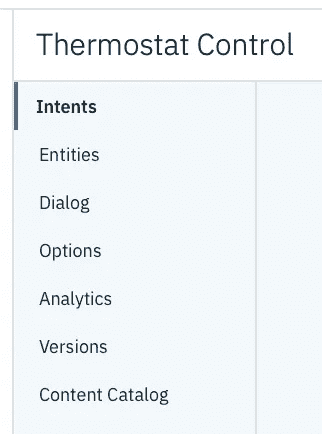 Thermostat Control
Intents
Entities
Dialog
Options
Analytics
Versions
Content Catalog